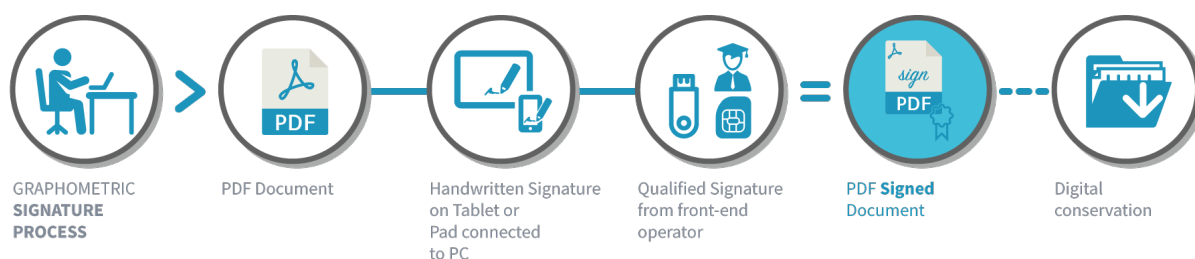 PDF
sign
PDF
GRAPHOMETRIC
SIGNATURE
PROCESS
PDF Document
Handwritten Signature
on Tablet or
Pad connected
to PC
Qualified Signature
from front-end
operator
PDF Signed
Document
Digital
conservation